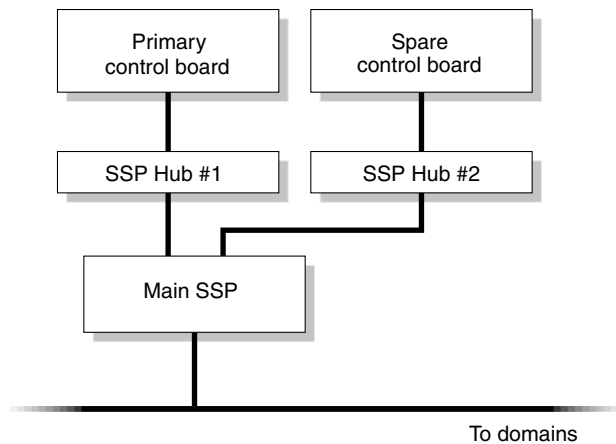 Primary
control board
Spare
control board
SSP Hub #1
SSP Hub #2
Main SSP
To domains